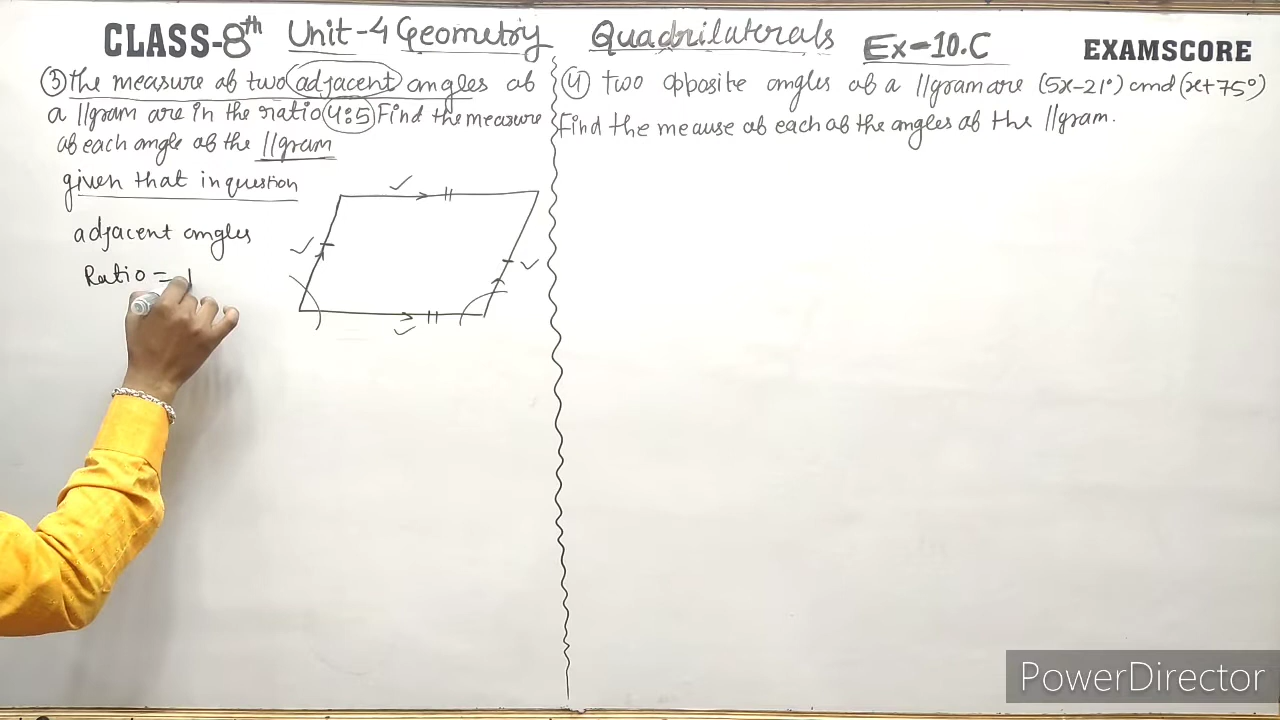 CLASS-8th Unit-4 Geometry Quadrilaterals Ex-10.C EXAMSCORE
③ The measure of two adjacent angles of
a ||gram are in the ratio 4:5 Find the measure
of each angle of the ||gram
given that in question
adjacent angles
Ratio =
④ Two opposite angles of a ||gram are (5x-21°) and (x+75°)
Find the meause of each of the angles of the ||gram.
PowerDirector